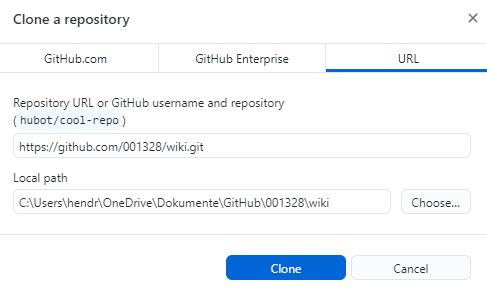 Clone a repository
GitHub.com
GitHub Enterprise
URL
Repository URL or GitHub username and repository
( hubot/cool-repo )
https://github.com/001328/wiki.git
Local path
C:\Users\hendr\OneDrive\Dokumente\GitHub\001328\wiki
Choose...
Clone
Cancel